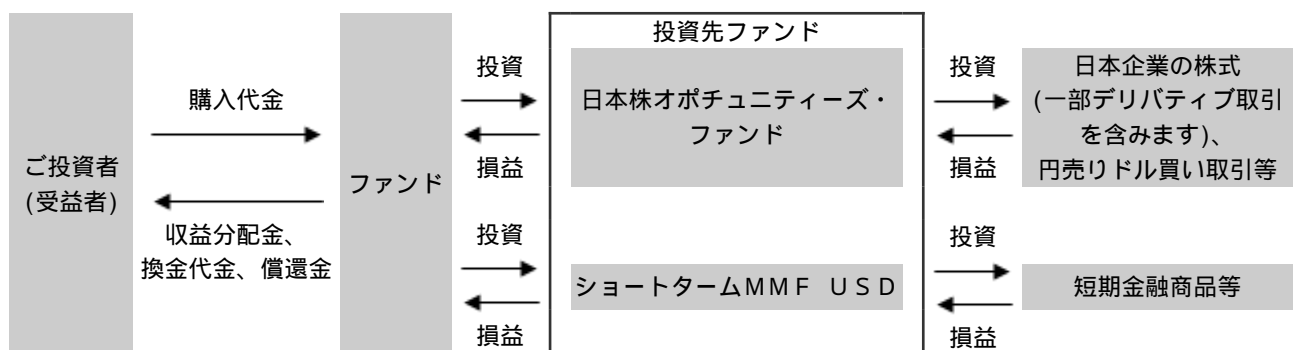 ご投資者
(受益者)
購入代金
収益分配金、
換金代金、償還金
ファンド
投資
損益
投資
損益
投資先ファンド
日本株オポチュニティーズ・
ファンド
ショートタームMMF USD
投資
損益
投資
損益
日本企業の株式
(一部デリバティブ取引
を含みます)、
円売りドル買い取引等
短期金融商品等